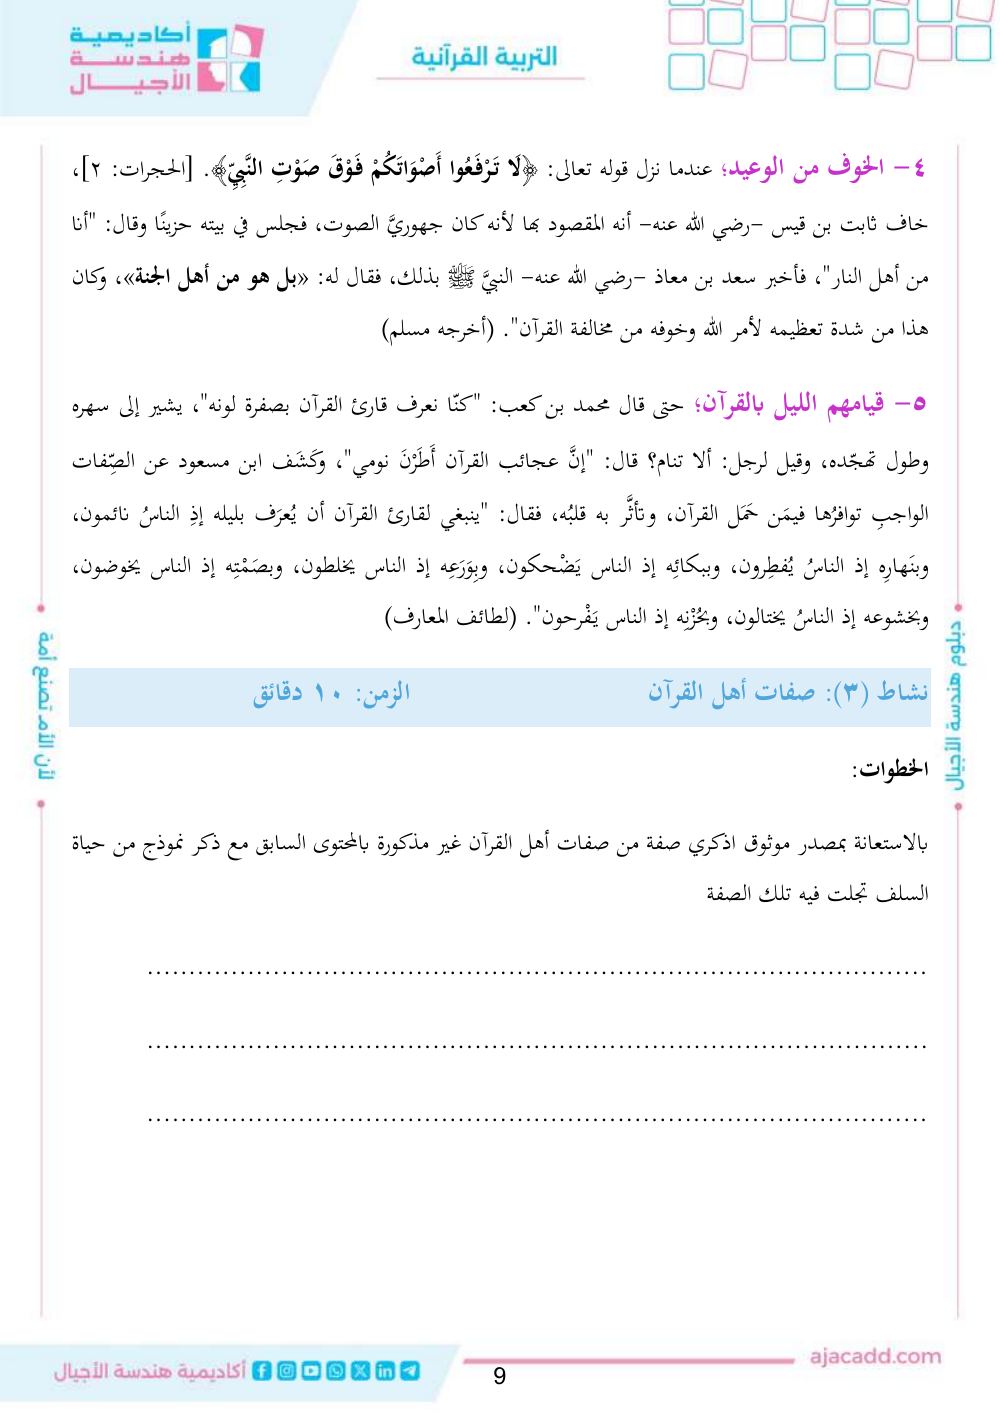 أكاديمية
هندسة
الأجيال
التربية القرآنية
٤- الخوف من الوعيد؛ عندما نزل قوله تعالى: ﴿لَا تَرْفَعُوا أَصْوَاتَكُمْ فَوْقَ صَوْتِ النَّبِيِّ﴾. [الحجرات: ٢]،
خاف ثابت بن قيس -رضي الله عنه- أنه المقصود بها لأنه كان جهوريَّ الصوت، فجلس في بيته حزينًا وقال: "أنا
من أهل النار"، فأخبر سعد بن معاذ -رضي الله عنه- النبيَّ ﷺ بذلك، فقال له: «بل هو من أهل الجنة»، وكان
هذا من شدة تعظيمه لأمر الله وخوفه من مخالفة القرآن". (أخرجه مسلم)
٥- قيامهم الليل بالقرآن؛ حتى قال محمد بن كعب: "كنّا نعرف قارئ القرآن بصفرة لونه"، يشير إلى سهره
وطول تهجّده، وقيل لرجل: ألا تنام؟ قال: "إنَّ عجائب القرآن أَطَرْنَ نومي"، وكَشَف ابن مسعود عن الصِّفات
الواجبِ توافرُها فيمَن حَمَل القرآن، وتأثَّر به قلبُه، فقال: "ينبغي لقارئ القرآن أن يُعرَف بليله إذِ الناسُ نائمون،
وبنَهارِه إذ الناسُ يُفطِرون، وببكائِه إذ الناس يَضْحكون، وبِوَرَعِه إذ الناس يخلطون، وبصَمْتِه إذ الناس يخوضون،
وبخشوعه إذ الناسُ يختالون، وبحُزْنِه إذ الناس يَفْرحون". (لطائف المعارف)
نشاط (٣): صفات أهل القرآن الزمن: ١٠ دقائق
الخطوات:
بالاستعانة بمصدر موثوق اذكري صفة من صفات أهل القرآن غير مذكورة بالمحتوى السابق مع ذكر نموذج من حياة
السلف تجلت فيه تلك الصفة
................................................................................
................................................................................
................................................................................
دبلوم هندسة الأجيال
لأن الأم تصنع أمة
ajacadd.com
9
أكاديمية هندسة الأجيال